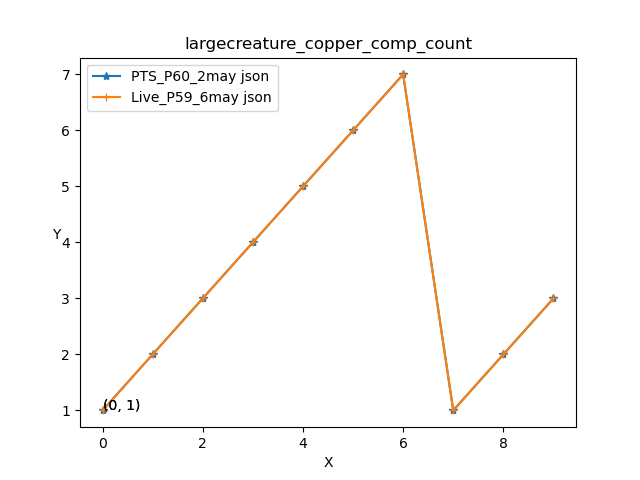 largecreature_copper_comp_count
PTS_P60_2may json
Live_P59_6may json
7
6
5
Y
4
3
2
1
(0, 1)
0
2
4
6
8
X